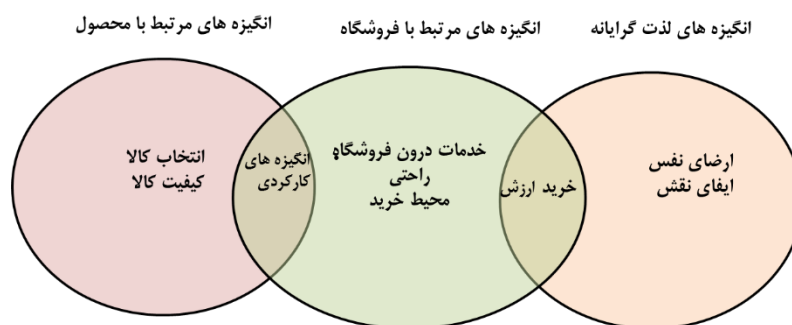 انگیزه های لذت گرایانه
انگیزه های مرتبط با فروشگاه
انگیزه های مرتبط با محصول
ارضای نفس
ایفای نقش
خرید ارزش
خدمات درون فروشگاه
راحتی
محیط خرید
انگیزه های
کارکردی
انتخاب کالا
کیفیت کالا